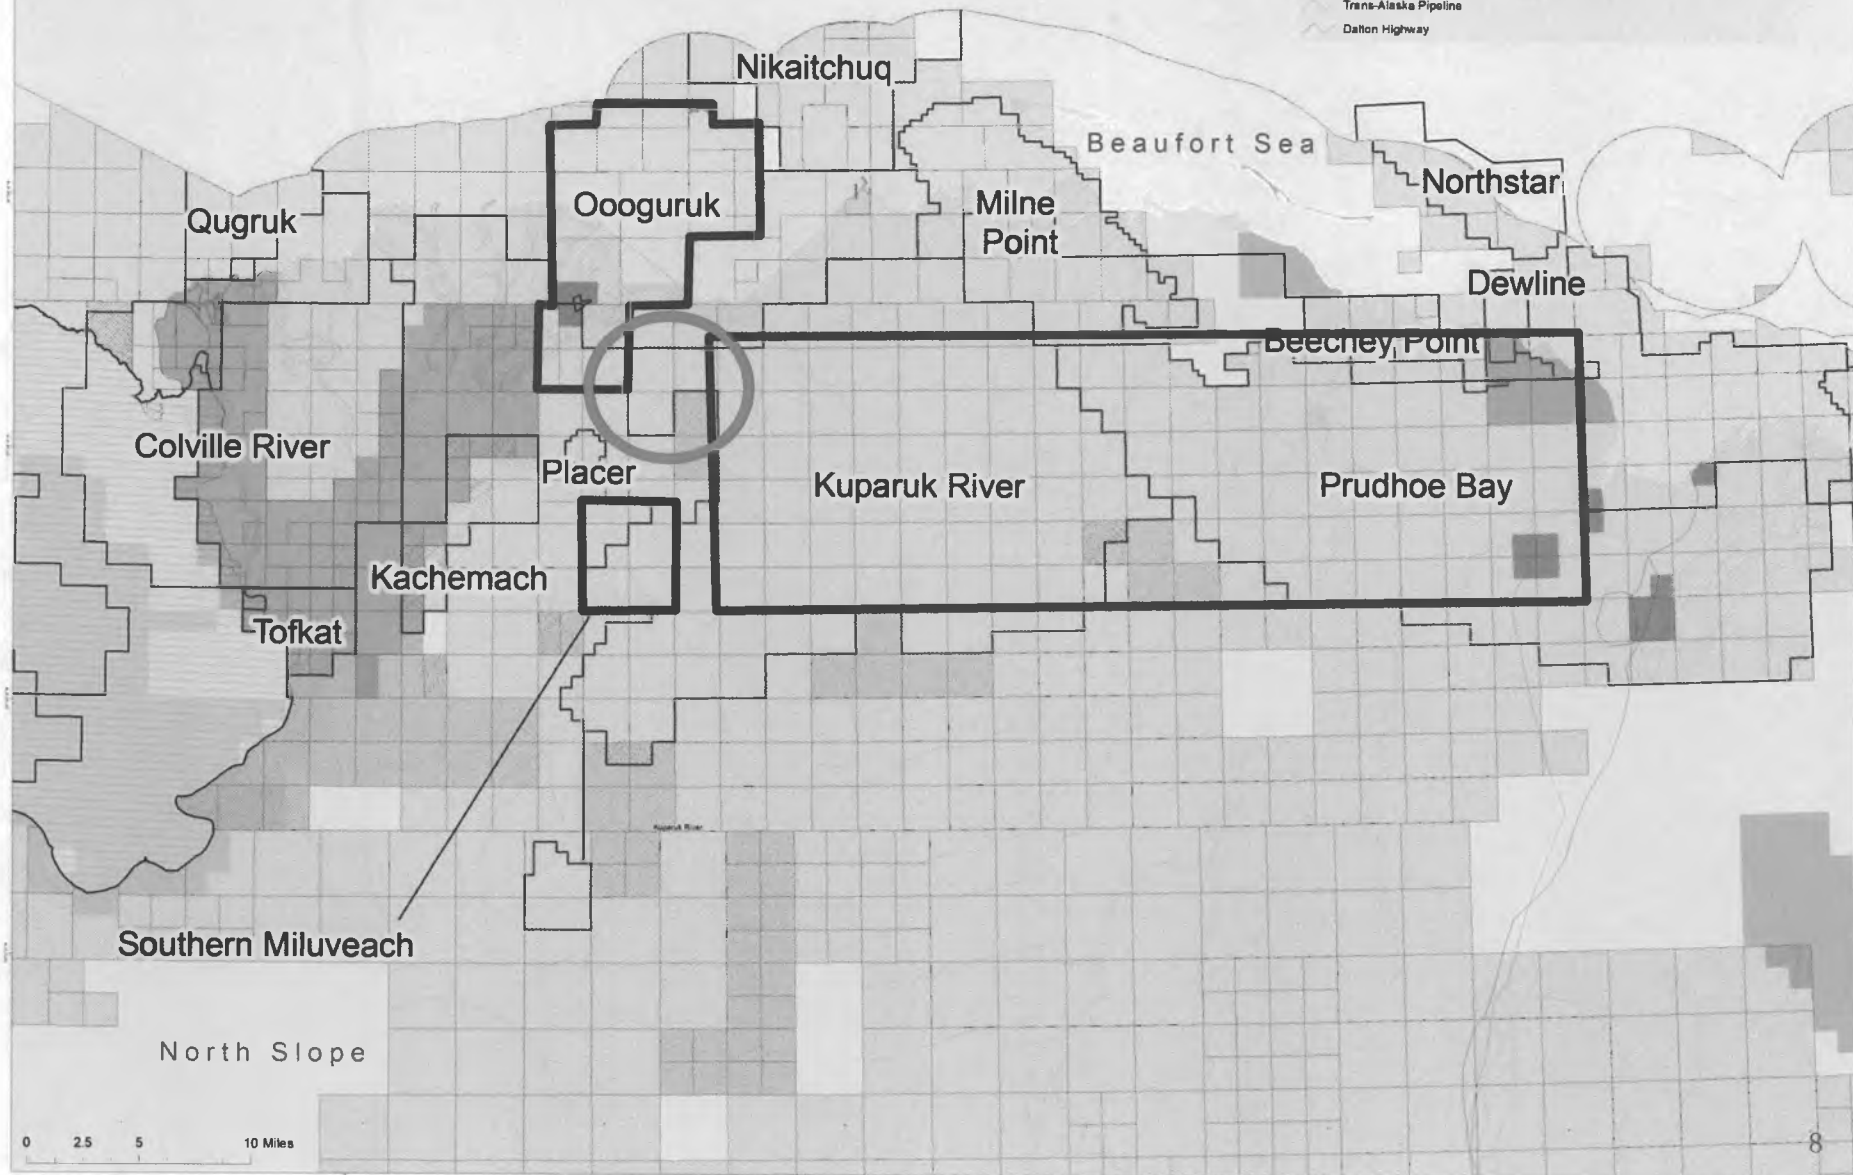 Trans-Alaska Pipeline
Dalton Highway
Nikaitchuq
Beaufort Sea
Northstar
Oooguruk
Milne
Point
Qugruk
Dewline
Beechey Point
Colville River
Placer
Kuparuk River
Prudhoe Bay
Kachemach
Tofkat
Kuparuk River
Southern Miluveach
North Slope
0 2.5 5 10 Miles
8